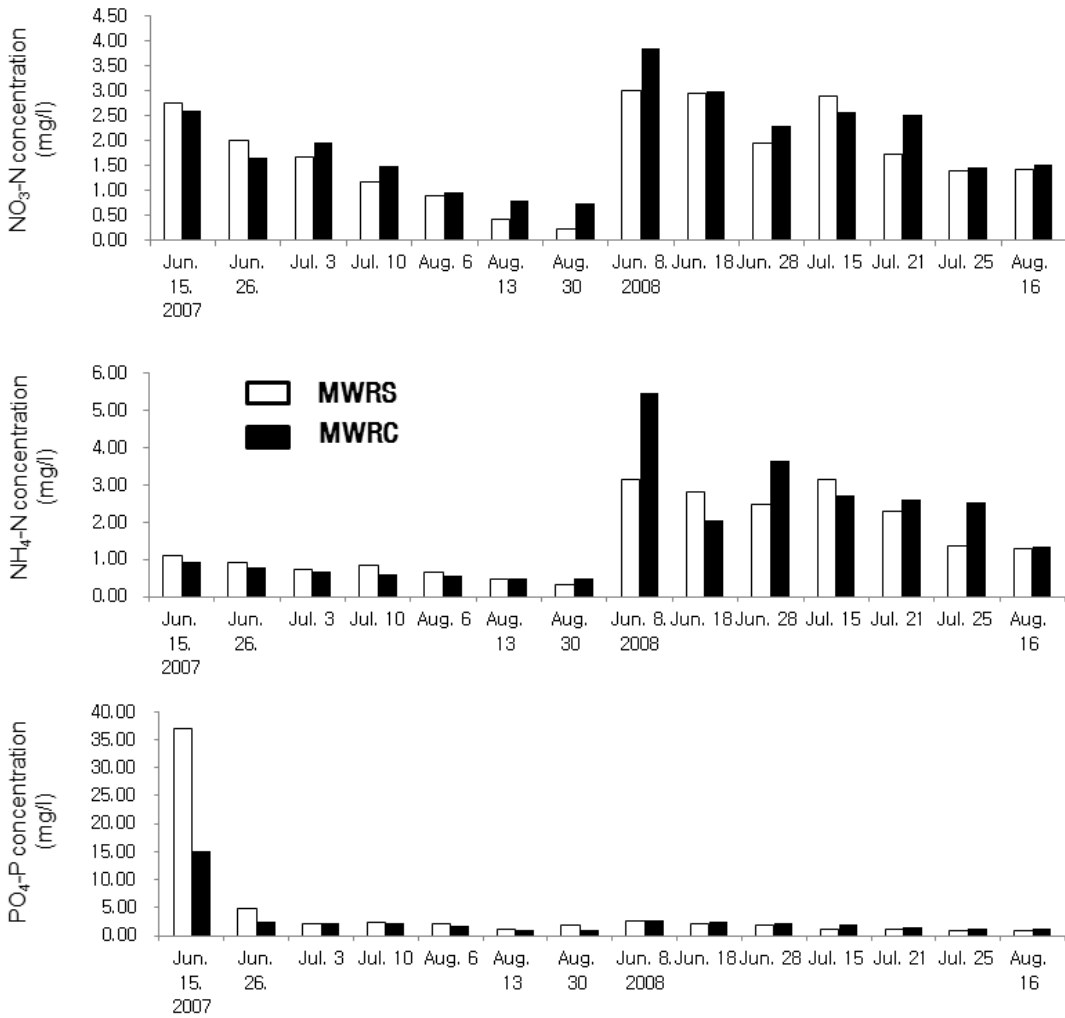 NO₃-N concentration
(mg/l)
4.50
4.00
3.50
3.00
2.50
2.00
1.50
1.00
0.50
0.00
Jun. Jun. Jul. 3 Jul. 10 Aug. 6 Aug. Aug. Jun. 8. Jun. 18 Jun. 28 Jul. 15 Jul. 21 Jul. 25 Aug.
15. 26. 13 30 2008 16
2007
NH₄-N concentration
(mg/l)
6.00
5.00
4.00
3.00
2.00
1.00
0.00
MWRS
MWRC
Jun. Jun. Jul. 3 Jul. 10 Aug. 6 Aug. Aug. Jun. 8. Jun. 18 Jun. 28 Jul. 15 Jul. 21 Jul. 25 Aug.
15. 26. 13 30 2008 16
2007
PO₄-P concentration
(mg/l)
40.00
35.00
30.00
25.00
20.00
15.00
10.00
5.00
0.00
Jun. Jun. Jul. 3 Jul. 10 Aug. 6 Aug. Aug. Jun. 8. Jun. 18 Jun. 28 Jul. 15 Jul. 21 Jul. 25 Aug.
15. 26. 13 30 2008 16
2007